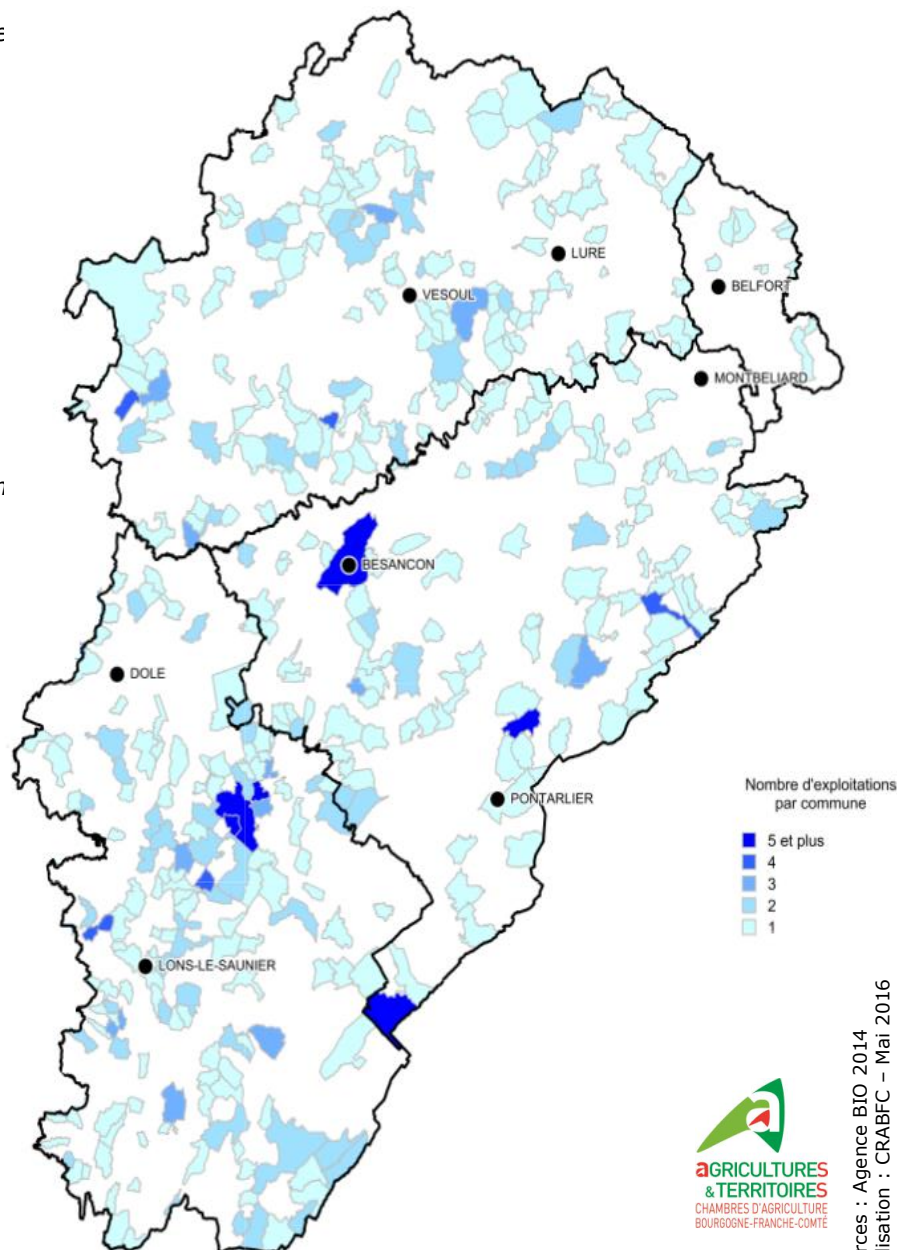 LURE
VESOUL
BELFORT
MONTBELIARD
BESANCON
DOLE
PONTARLIER
LONS-LE-SAUNIER
Nombre d'exploitations
par commune
5 et plus
4
3
2
1
aGRICULTURES
& TERRITOIRES
CHAMBRES D'AGRICULTURE
BOURGOGNE-FRANCHE-COMTÉ
rces : Agence BIO 2014
lisation : CRABFC – Mai 2016